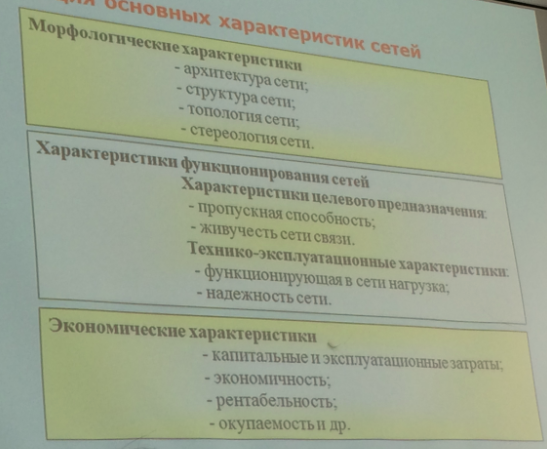 основных характеристик сетей
Морфологические характеристики
- архитектура сети;
- структура сети;
- топология сети;
- стереология сети.
Характеристики функционирования сетей
Характеристики целевого предназначения:
- пропускная способность;
- живучесть сети связи.
Технико-эксплуатационные характеристики:
- функционирующая в сети нагрузка;
- надежность сети.
Экономические характеристики
- капитальные и эксплуатационные затраты;
- экономичность;
- рентабельность;
- окупаемость и др.